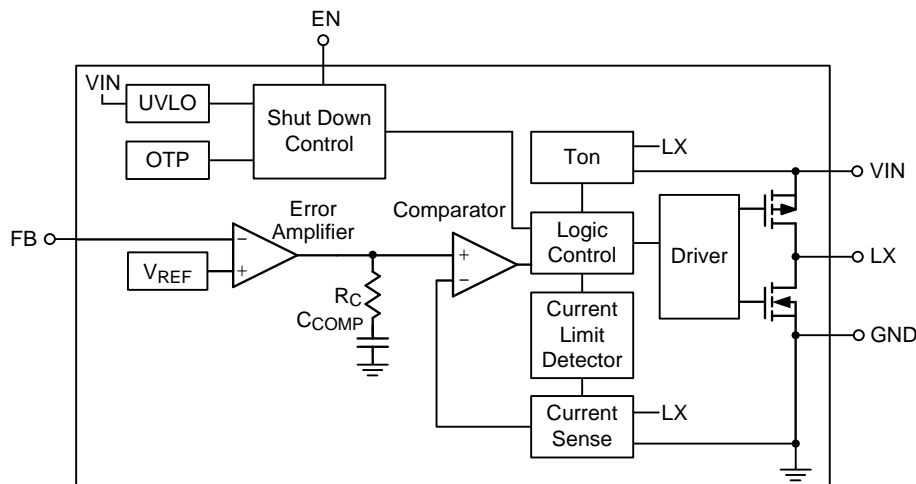 EN
VIN
UVLO
Shut Down
Control
OTP
Ton
LX
VIN
Error
Amplifier
Comparator
FB
−
+
VREF
+
−
Logic
Control
Driver
LX
RC
CCOMP
Current
Limit
Detector
GND
Current
Sense
LX